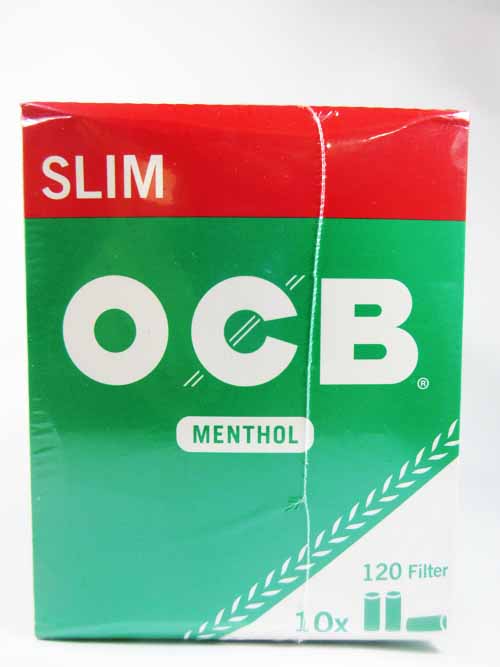 SLIM
OCB®
MENTHOL
120 Filter
10x